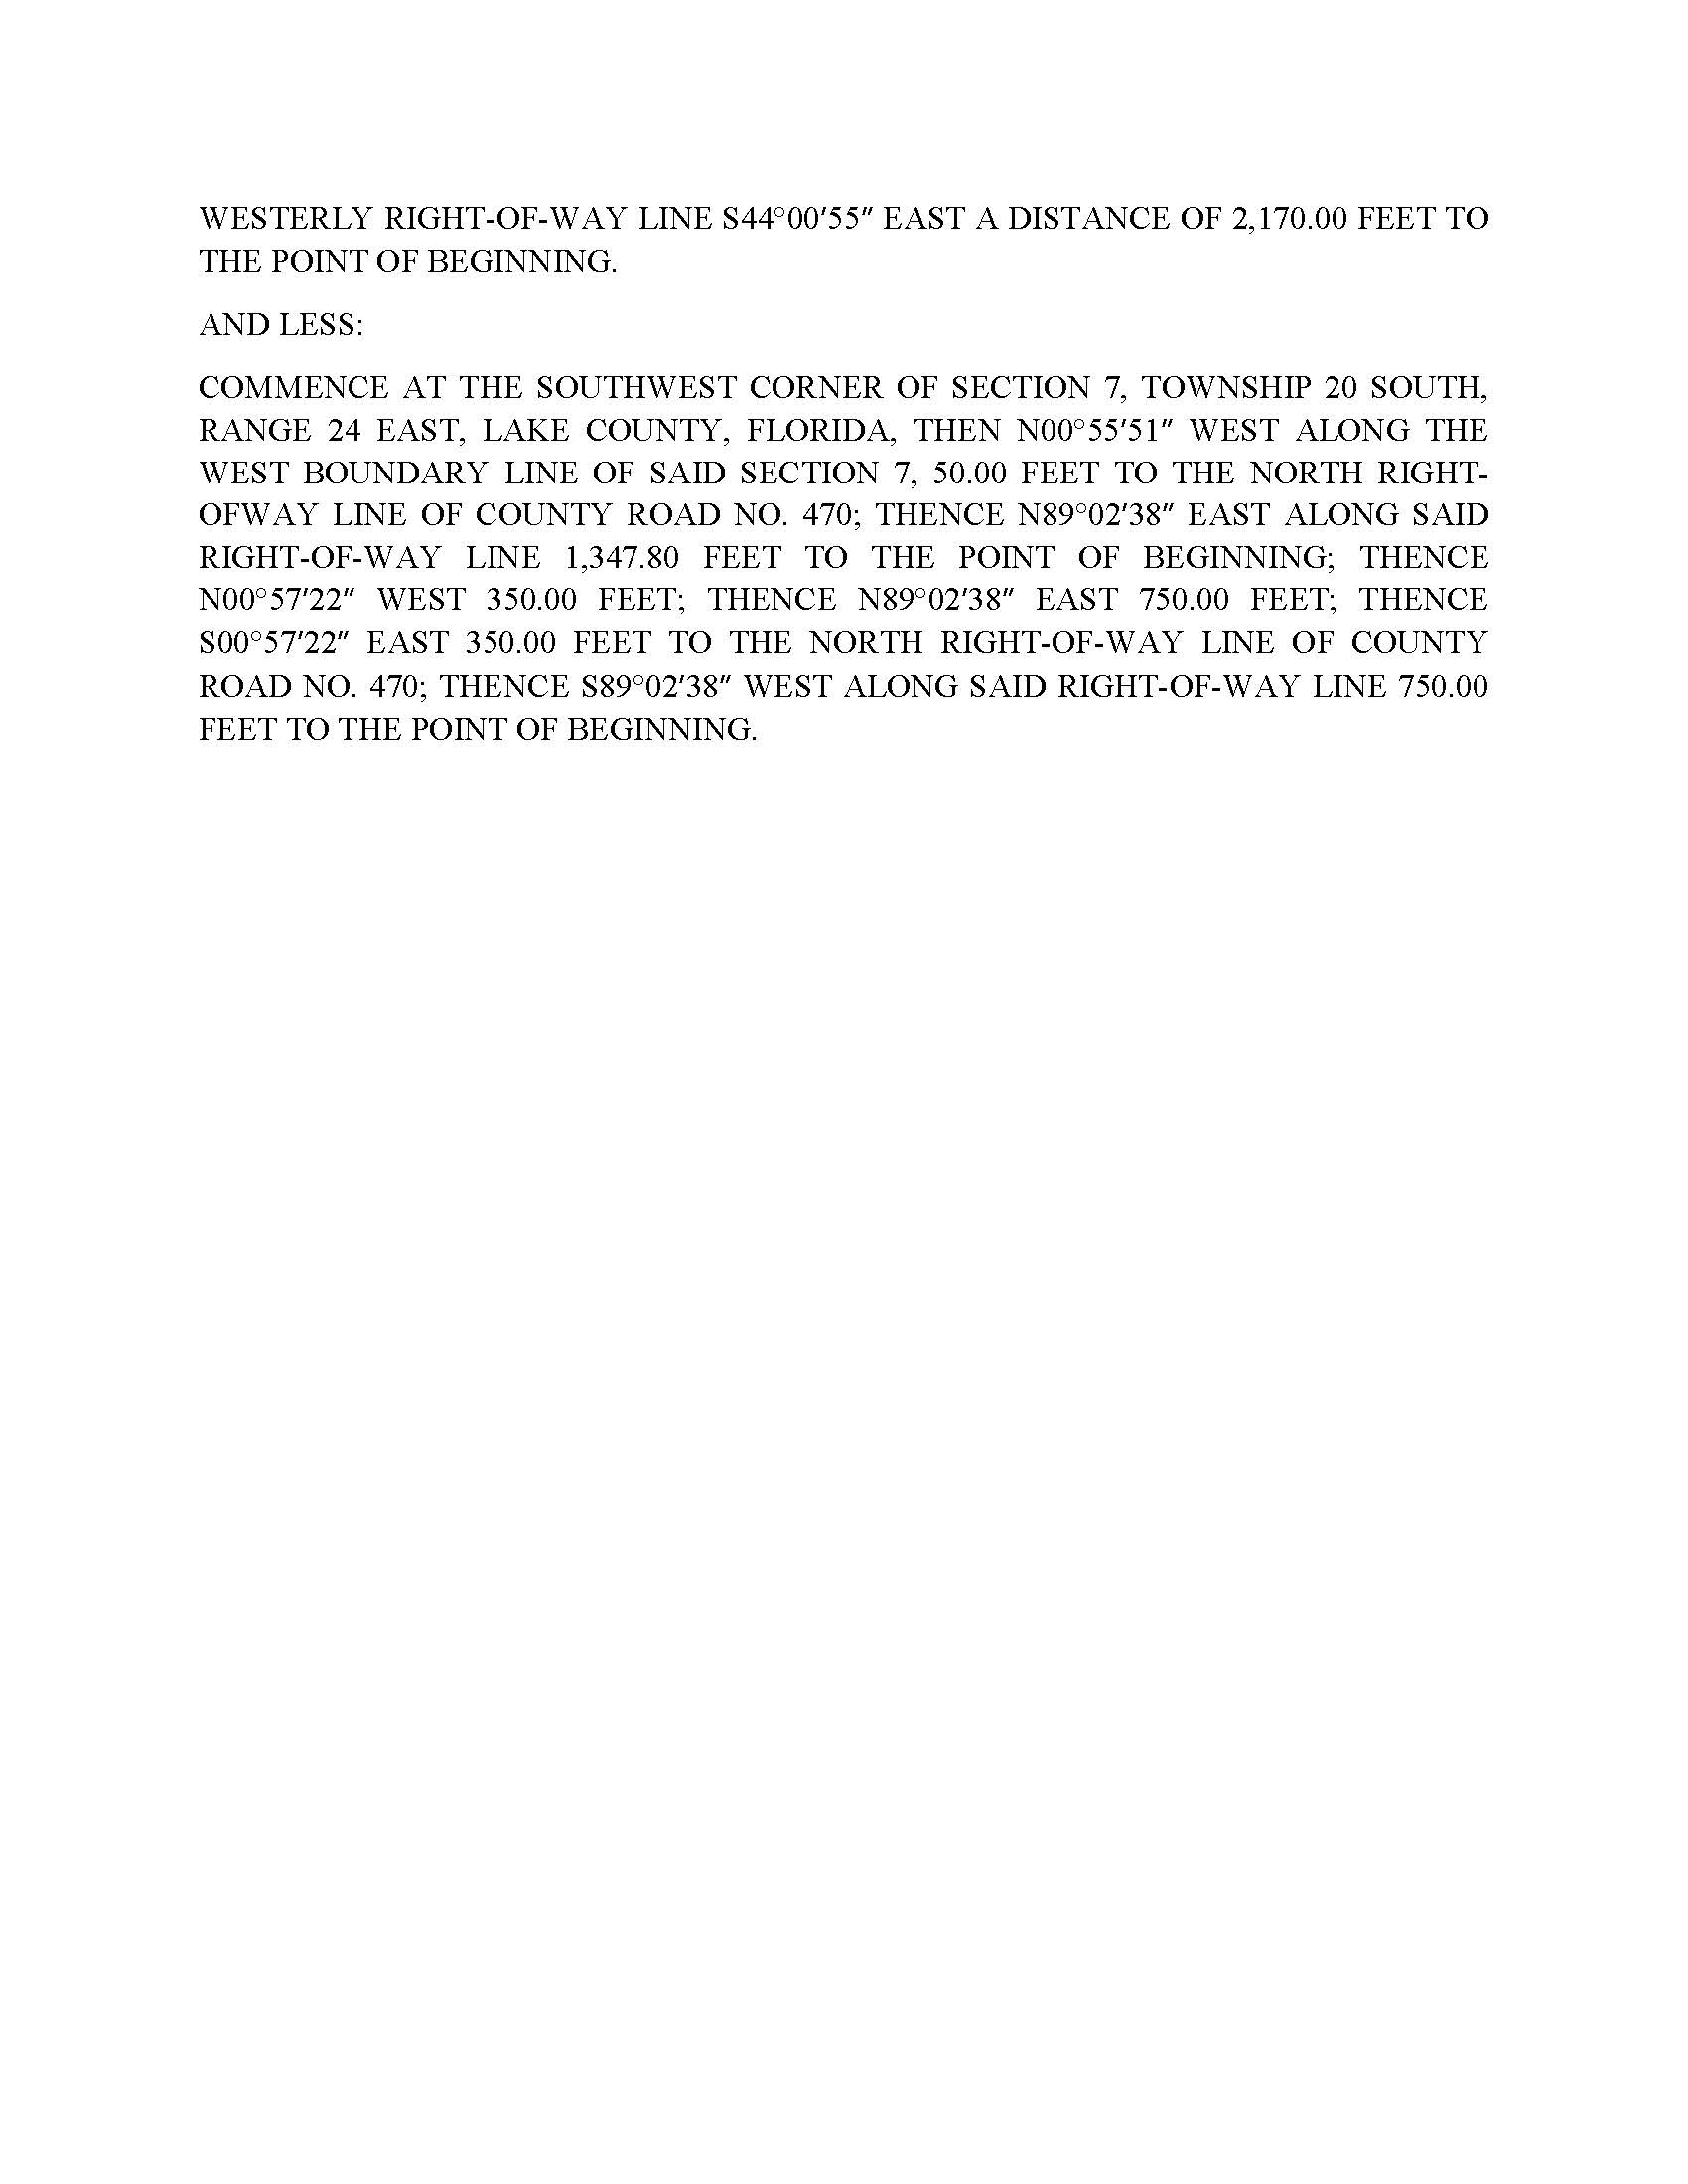 WESTERLY RIGHT-OF-WAY LINE S44°00′55″ EAST A DISTANCE OF 2,170.00 FEET TO
THE POINT OF BEGINNING.
AND LESS:
COMMENCE AT THE SOUTHWEST CORNER OF SECTION 7, TOWNSHIP 20 SOUTH,
RANGE 24 EAST, LAKE COUNTY, FLORIDA, THEN N00°55′51″ WEST ALONG THE
WEST BOUNDARY LINE OF SAID SECTION 7, 50.00 FEET TO THE NORTH RIGHT-
OFWAY LINE OF COUNTY ROAD NO. 470; THENCE N89°02′38″ EAST ALONG SAID
RIGHT-OF-WAY LINE 1,347.80 FEET TO THE POINT OF BEGINNING; THENCE
N00°57′22″ WEST 350.00 FEET; THENCE N89°02′38″ EAST 750.00 FEET; THENCE
S00°57′22″ EAST 350.00 FEET TO THE NORTH RIGHT-OF-WAY LINE OF COUNTY
ROAD NO. 470; THENCE S89°02′38″ WEST ALONG SAID RIGHT-OF-WAY LINE 750.00
FEET TO THE POINT OF BEGINNING.